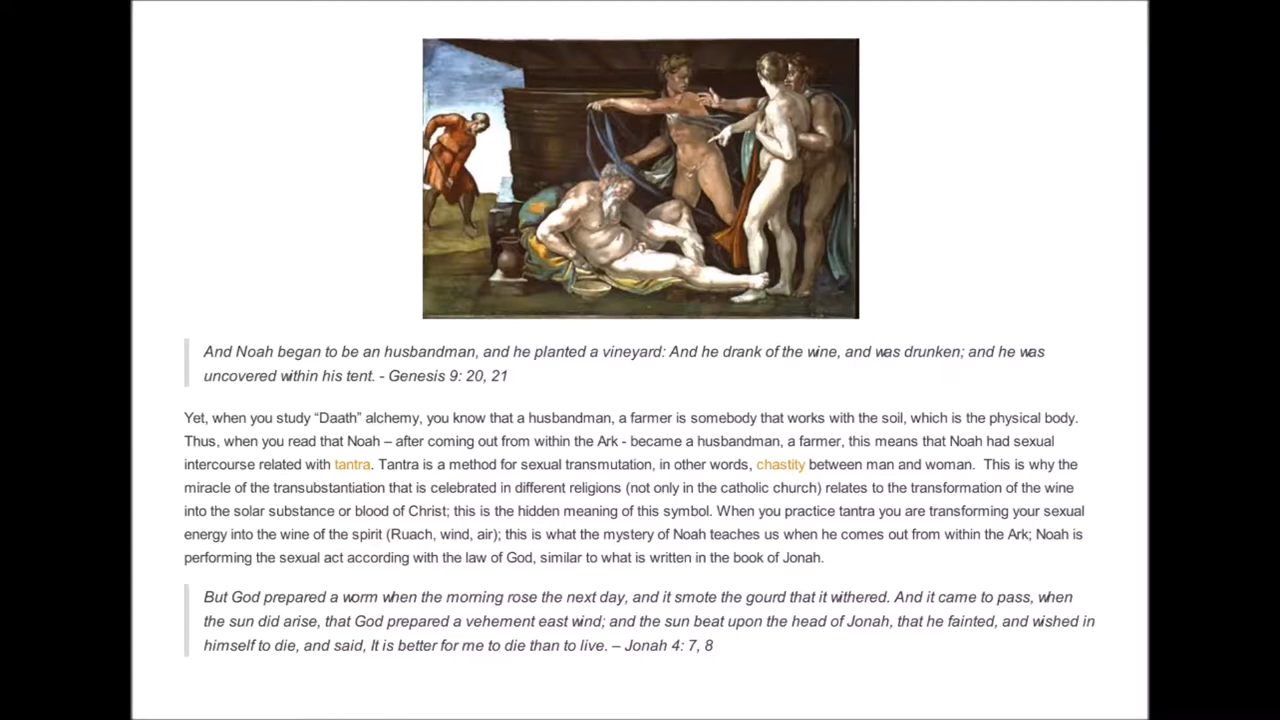 And Noah began to be an husbandman, and he planted a vineyard: And he drank of the wine, and was drunken; and he was
uncovered within his tent. - Genesis 9: 20, 21
Yet, when you study “Daath” alchemy, you know that a husbandman, a farmer is somebody that works with the soil, which is the physical body.
Thus, when you read that Noah – after coming out from within the Ark - became a husbandman, a farmer, this means that Noah had sexual
intercourse related with tantra. Tantra is a method for sexual transmutation, in other words, chastity between man and woman.  This is why the
miracle of the transubstantiation that is celebrated in different religions (not only in the catholic church) relates to the transformation of the wine
into the solar substance or blood of Christ; this is the hidden meaning of this symbol. When you practice tantra you are transforming your sexual
energy into the wine of the spirit (Ruach, wind, air); this is what the mystery of Noah teaches us when he comes out from within the Ark; Noah is
performing the sexual act according with the law of God, similar to what is written in the book of Jonah.
But God prepared a worm when the morning rose the next day, and it smote the gourd that it withered. And it came to pass, when
the sun did arise, that God prepared a vehement east wind; and the sun beat upon the head of Jonah, that he fainted, and wished in
himself to die, and said, It is better for me to die than to live. – Jonah 4: 7, 8